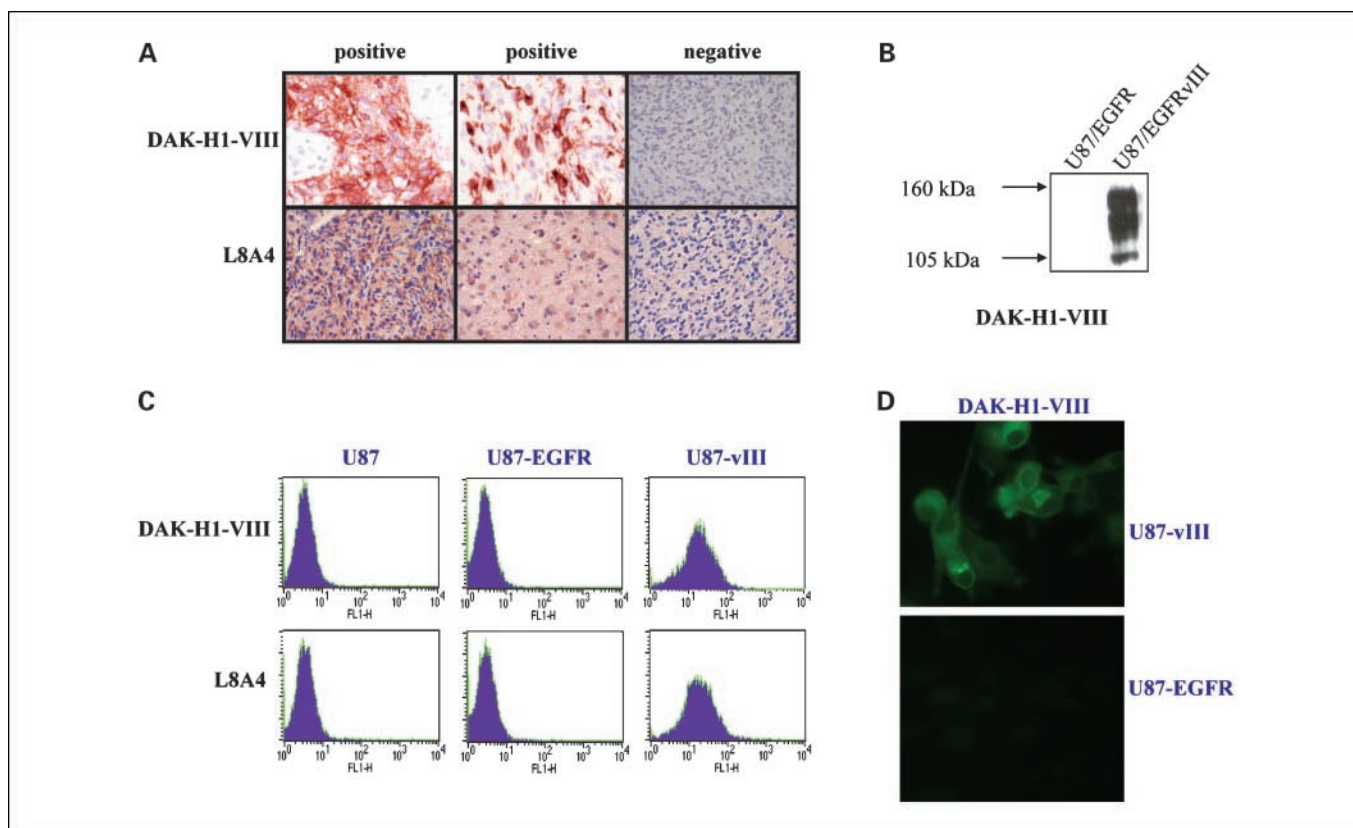 A
positive
positive
negative
DAK-H1-VIII
L8A4
B
U87/EGFR
U87/EGFRvIII
160 kDa
105 kDa
DAK-H1-VIII
C
U87
U87-EGFR
U87-vIII
DAK-H1-VIII
10^0 10^1 10^2 10^3 10^4
FL1-H
10^0 10^1 10^2 10^3 10^4
FL1-H
10^0 10^1 10^2 10^3 10^4
FL1-H
L8A4
10^0 10^1 10^2 10^3 10^4
FL1-H
10^0 10^1 10^2 10^3 10^4
FL1-H
10^0 10^1 10^2 10^3 10^4
FL1-H
D
DAK-H1-VIII
U87-vIII
U87-EGFR